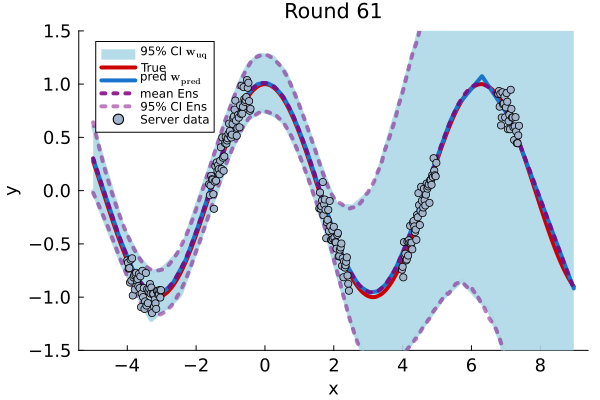 Round 61
95% CI w_uq
True
pred w_pred
mean Ens
95% CI Ens
Server data
1.5
1.0
0.5
0.0
−0.5
−1.0
−1.5
y
−4 −2 0 2 4 6 8
x